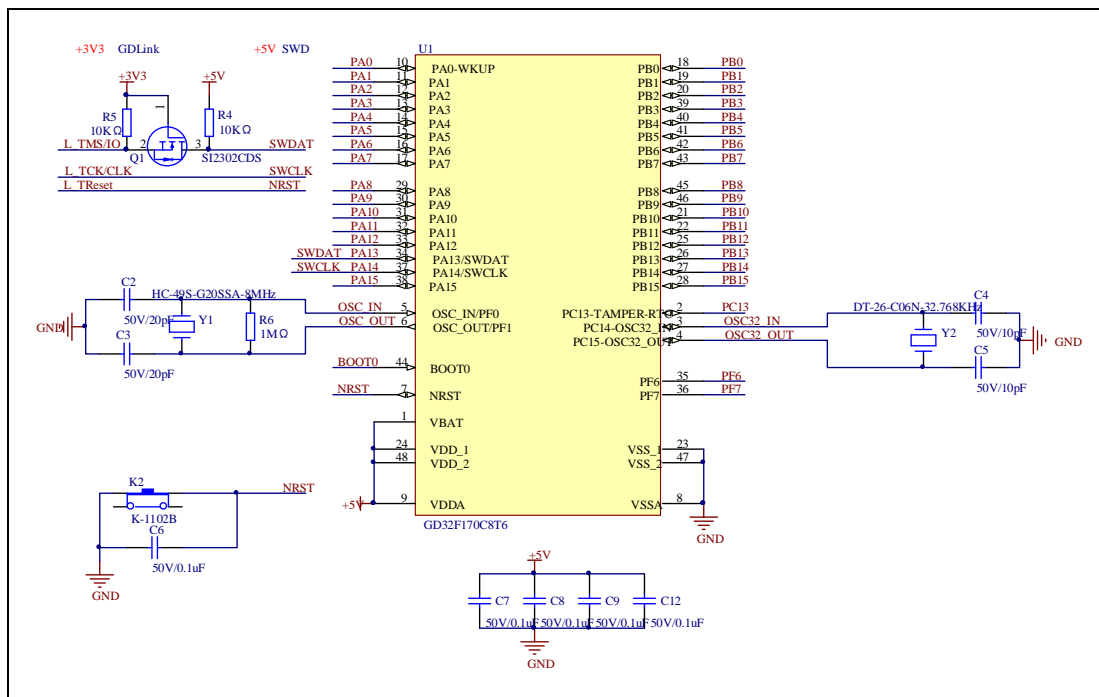 +3V3 GDLink +5V SWD
+3V3 +5V
R5
10KΩ
R4
10KΩ
1
L_TMS/IO 2 3 SWDAT
Q1 SI2302CDS
L_TCK/CLK SWCLK
L_TReset NRST
U1
PA0 10 PA0-WKUP PB0 18 PB0
PA1 11 PA1 PB1 19 PB1
PA2 12 PA2 PB2 20 PB2
PA3 13 PA3 PB3 39 PB3
PA4 14 PA4 PB4 40 PB4
PA5 15 PA5 PB5 41 PB5
PA6 16 PA6 PB6 42 PB6
PA7 17 PA7 PB7 43 PB7
PA8 29 PA8 PB8 45 PB8
PA9 30 PA9 PB9 46 PB9
PA10 31 PA10 PB10 21 PB10
PA11 32 PA11 PB11 22 PB11
PA12 33 PA12 PB12 25 PB12
SWDAT PA13 34 PA13/SWDAT PB13 26 PB13
SWCLK PA14 37 PA14/SWCLK PB14 27 PB14
PA15 38 PA15 PB15 28 PB15
OSC_IN 5 OSC_IN/PF0 PC13-TAMPER-RTC 2 PC13
OSC_OUT 6 OSC_OUT/PF1 PC14-OSC32_IN 3 OSC32_IN
PC15-OSC32_OUT 4 OSC32_OUT
BOOT0 44 BOOT0 PF6 35 PF6
NRST 7 NRST PF7 36 PF7
1 VBAT
24 VDD_1 VSS_1 23
48 VDD_2 VSS_2 47
+5V 9 VDDA VSSA 8
GD32F170C8T6
GND
C2
HC-49S-G20SSA-8MHz
50V/20pF
Y1
R6
1MΩ
GND
C3
50V/20pF
DT-26-C06N-32.768KHz
C4
50V/10pF
Y2
GND
C5
50V/10pF
K2 NRST
K-1102B
C6
50V/0.1uF
GND
+5V
C7 C8 C9 C12
50V/0.1uF 50V/0.1uF 50V/0.1uF 50V/0.1uF
GND